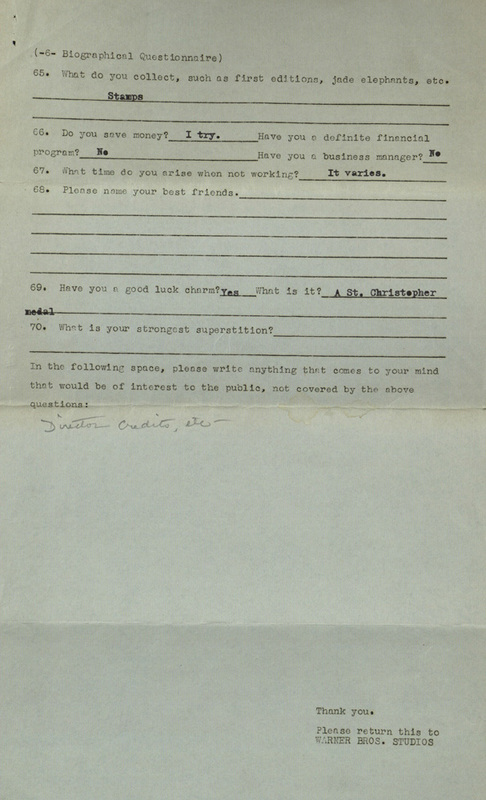 (-6- Biographical Questionnaire)
65. What do you collect, such as first editions, jade elephants, etc.
Stamps
66. Do you save money? I try. Have you a definite financial
program? No Have you a business manager? No
67. What time do you arise when not working? It varies.
68. Please name your best friends.
69. Have you a good luck charm? Yes What is it? A St. Christopher
medal
70. What is your strongest superstition?
In the following space, please write anything that comes to your mind
that would be of interest to the public, not covered by the above
questions:
Director credits, etc-
Thank you.
Please return this to
WARNER BROS. STUDIOS